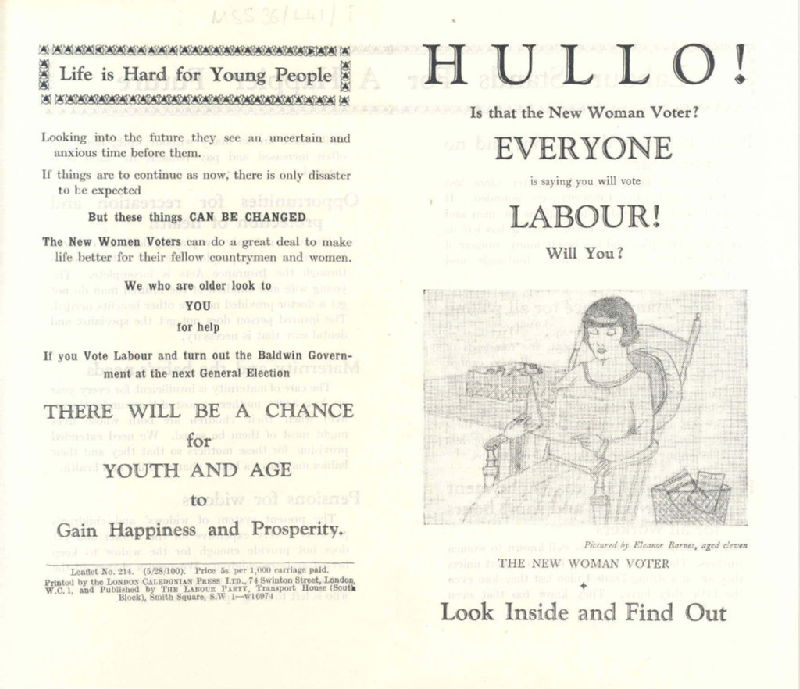 MSS 36/L41/1
Life is Hard for Young People
Looking into the future they see an uncertain and
anxious time before them.
If things are to continue as now, there is only disaster
to be expected
But these things CAN BE CHANGED
The New Women Voters can do a great deal to make
life better for their fellow countrymen and women.
We who are older look to
YOU
for help
If you Vote Labour and turn out the Baldwin Govern-
ment at the next General Election
THERE WILL BE A CHANCE
for
YOUTH AND AGE
to
Gain Happiness and Prosperity.
Leaflet No. 214. (5/28/100). Price 5s per 1,000 carriage paid.
Printed by the LONDON CALEDONIAN PRESS LTD., 74 Swinton Street, London,
W.C.1, and Published by THE LABOUR PARTY, Transport House (South
Block), Smith Square, S.W 1—W10974
HULLO!
Is that the New Woman Voter?
EVERYONE
is saying you will vote
LABOUR!
Will You?
Pictured by Eleanor Barnes, aged eleven
THE NEW WOMAN VOTER
Look Inside and Find Out